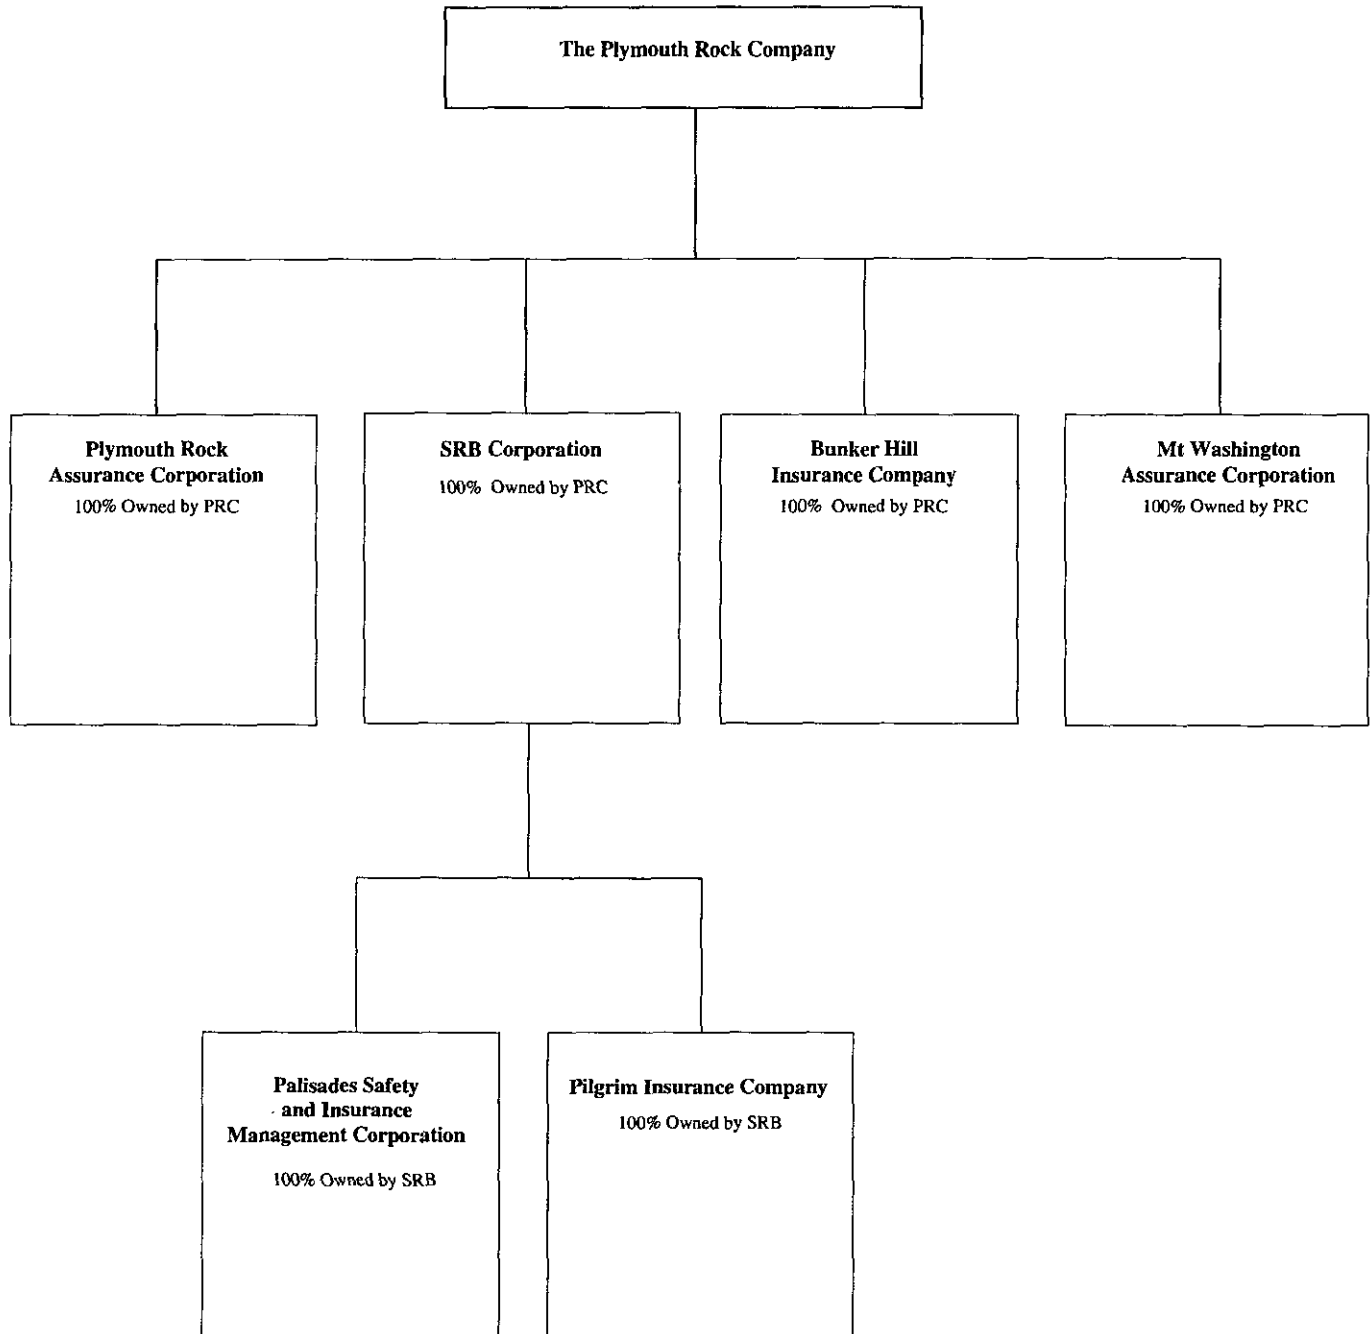 The Plymouth Rock Company
Plymouth Rock
Assurance Corporation
100% Owned by PRC
SRB Corporation
100% Owned by PRC
Bunker Hill
Insurance Company
100% Owned by PRC
Mt Washington
Assurance Corporation
100% Owned by PRC
Palisades Safety
and Insurance
Management Corporation
100% Owned by SRB
Pilgrim Insurance Company
100% Owned by SRB